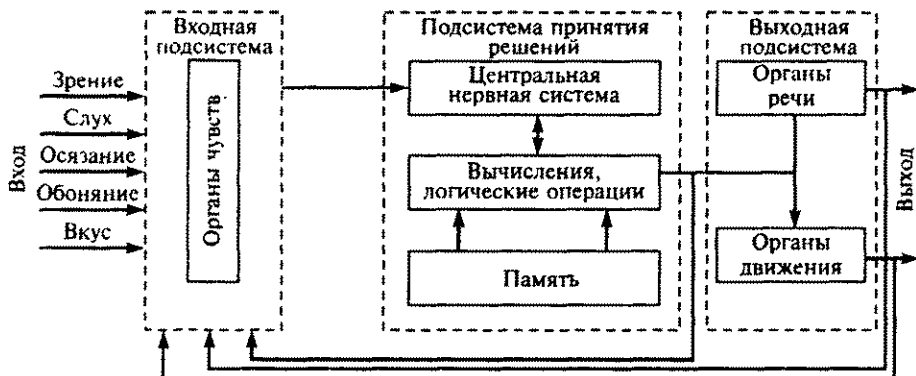 Входная
подсистема
Подсистема принятия
решений
Выходная
подсистема
Вход
Зрение
Слух
Осязание
Обоняние
Вкус
Органы чувств
Центральная
нервная система
Вычисления,
логические операции
Память
Органы
речи
Органы
движения
Выход